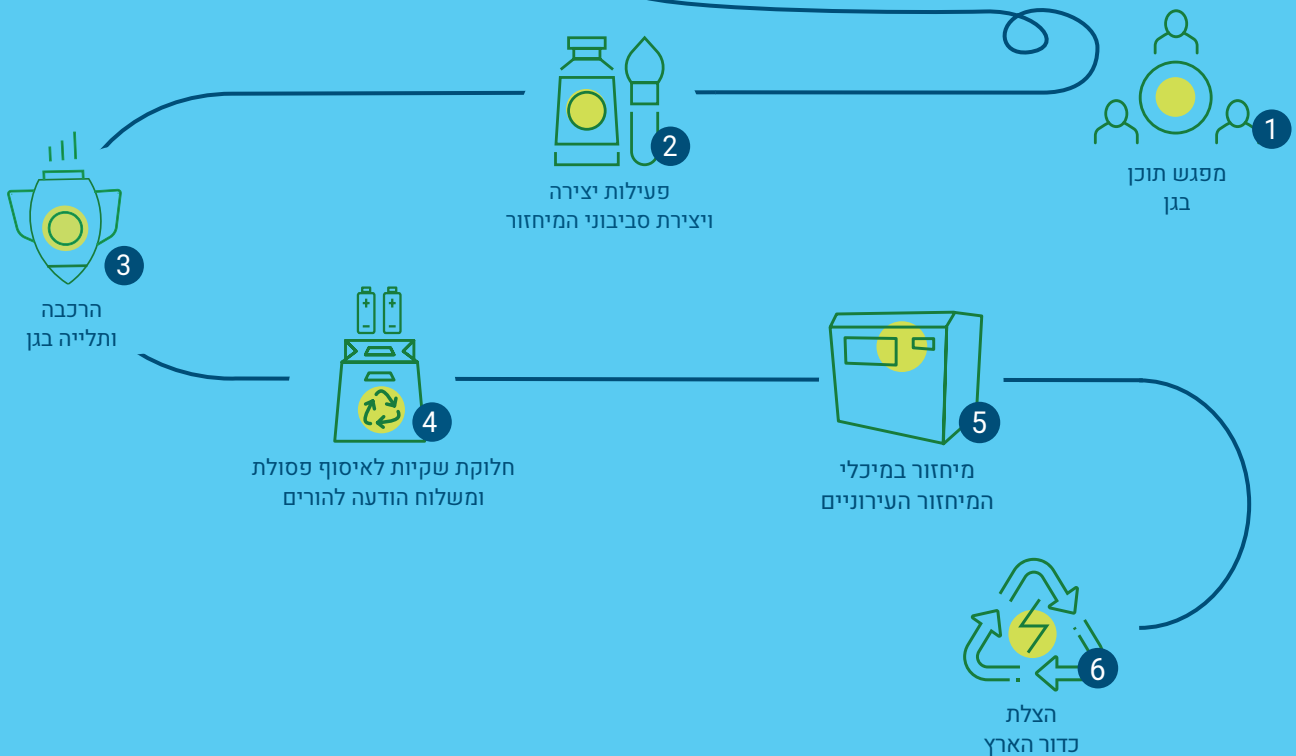 1
מפגש תוכן
בגן
2
פעילות יצירה
ויצירת סביבוני המיחזור
3
הרכבה
ותלייה בגן
4
חלוקת שקיות לאיסוף פסולת
ומשלוח הודעה להורים
5
מיחזור במיכלי
המיחזור העירוניים
6
הצלת
כדור הארץ